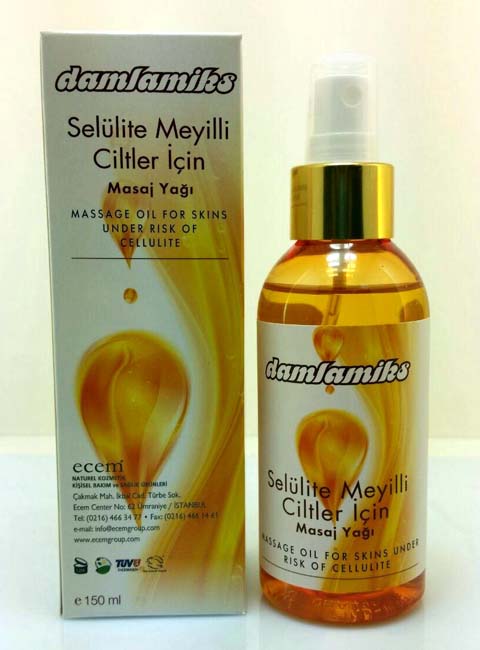 damlamiks
Selülite Meyilli
Ciltler İçin
Masaj Yağı
MASSAGE OIL FOR SKINS
UNDER RISK OF
CELLULITE
ecem
NATUREL KOZMETİK
KİŞİSEL BAKIM ve SAĞLIK ÜRÜNLERİ
Çakmak Mah. İkbal Cad. Türbe Sok.
Ecem Center No: 62 Ümraniye / İSTANBUL
Tel: (0216) 466 34 77 • Fax: (0216) 466 14 41
e-mail: info@ecemgroup.com
www.ecemgroup.com
TÜV
e 150 ml
damlamiks
Selülite Meyilli
Ciltler İçin
Masaj Yağı
MASSAGE OIL FOR SKINS UNDER
RISK OF CELLULITE